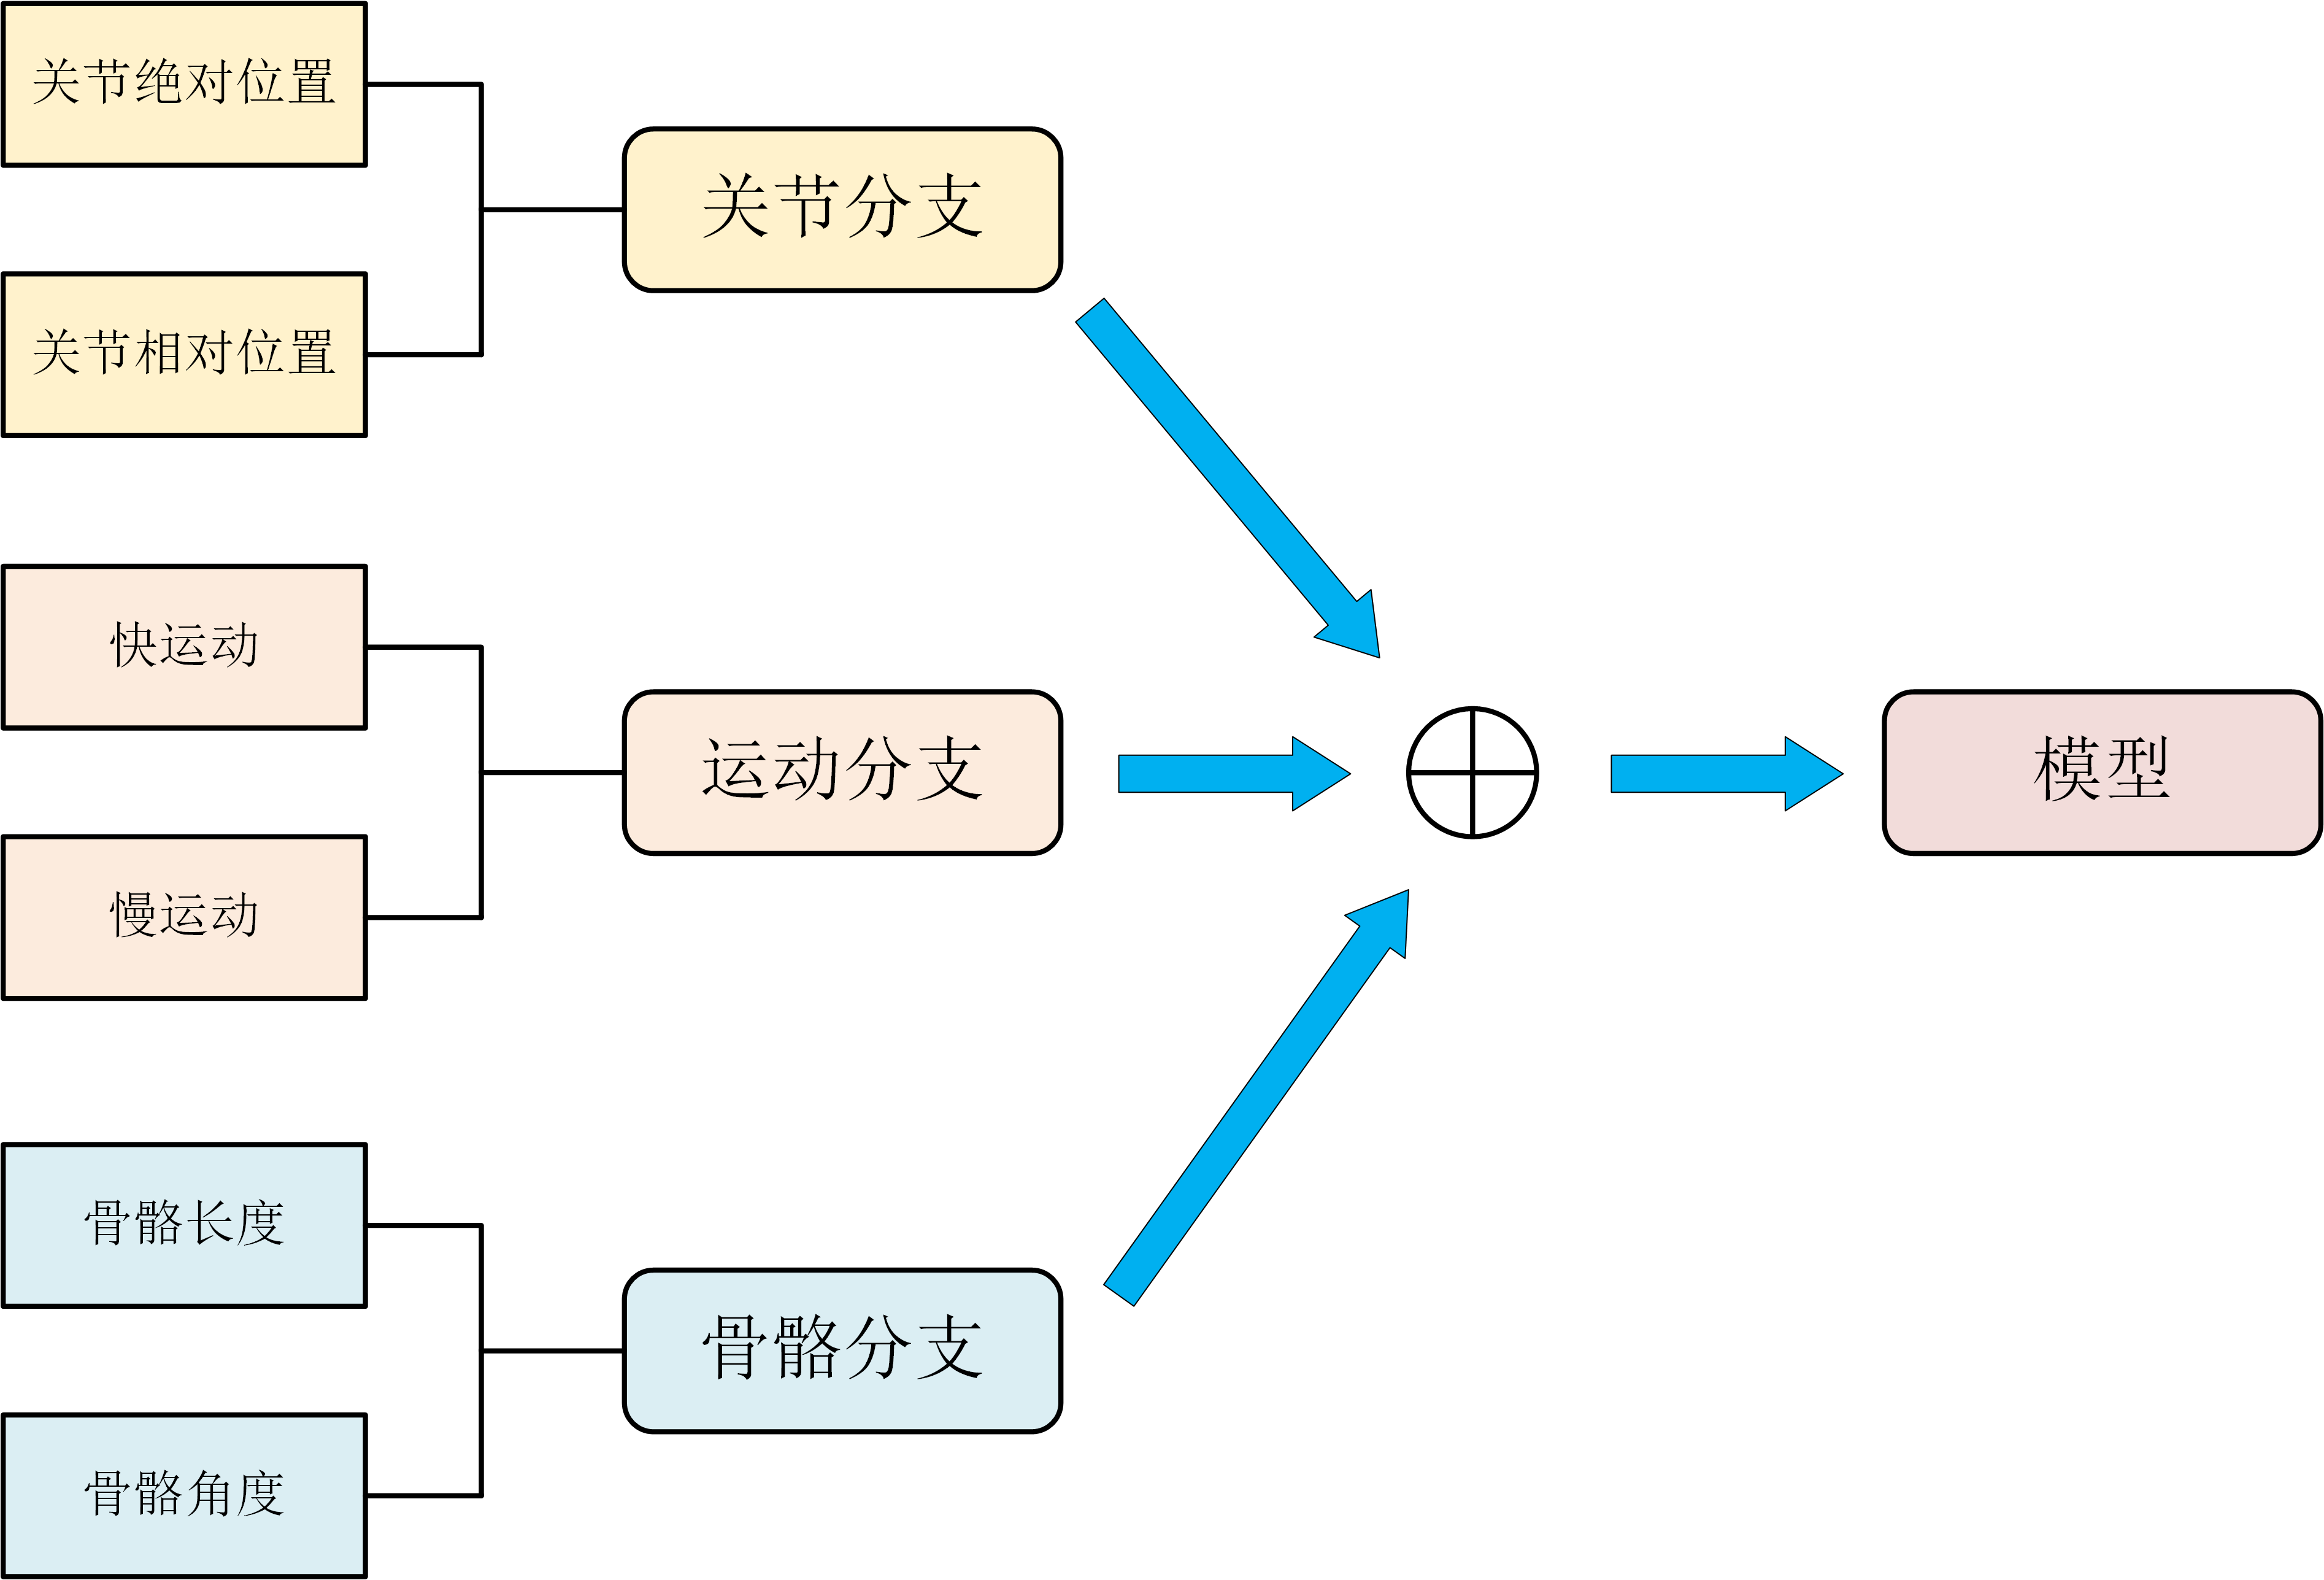 关节绝对位置
关节相对位置
关节分支
快运动
慢运动
运动分支
骨骼长度
骨骼角度
骨骼分支
模型